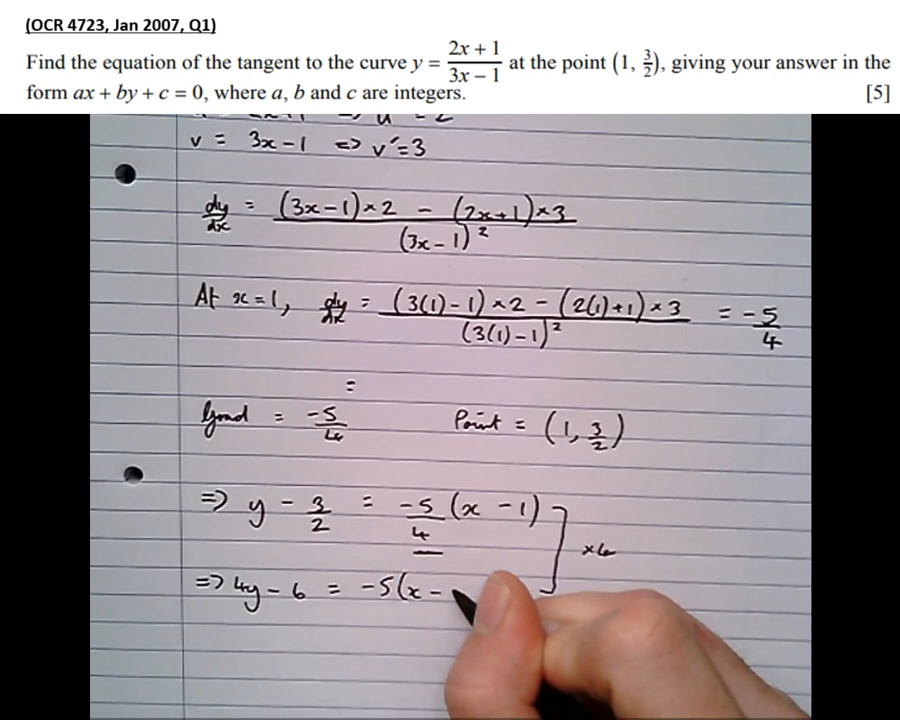 (OCR 4723, Jan 2007, Q1)
Find the equation of the tangent to the curve y = (2x + 1)/(3x − 1) at the point (1, 3/2), giving your answer in the
form ax + by + c = 0, where a, b and c are integers. [5]
v = 3x − 1 => v' = 3
dy/dx = ((3x − 1) × 2 − (2x + 1) × 3)/(3x − 1)²
At x = 1, dy/dx = ((3(1) − 1) × 2 − (2(1) + 1) × 3)/(3(1) − 1)² = −5/4
=
Grad = −5/4 Point = (1, 3/2)
=> y − 3/2 = −5/4 (x − 1)
×4
=> 4y − 6 = −5(x −